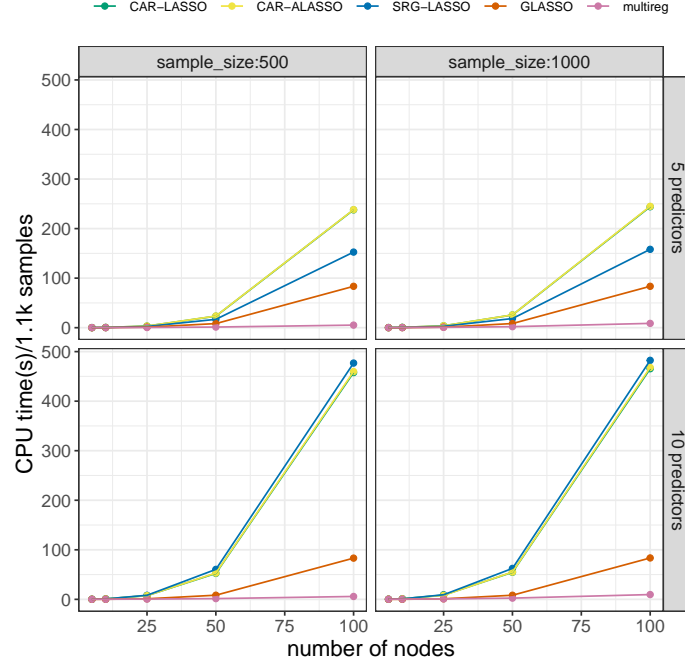 CAR−LASSO CAR−ALASSO SRG−LASSO GLASSO multireg
sample_size:500 sample_size:1000
500
400
300
200
100
0
5 predictors
500
400
300
200
100
0
10 predictors
CPU time(s)/1.1k samples
25 50 75 100 25 50 75 100
number of nodes